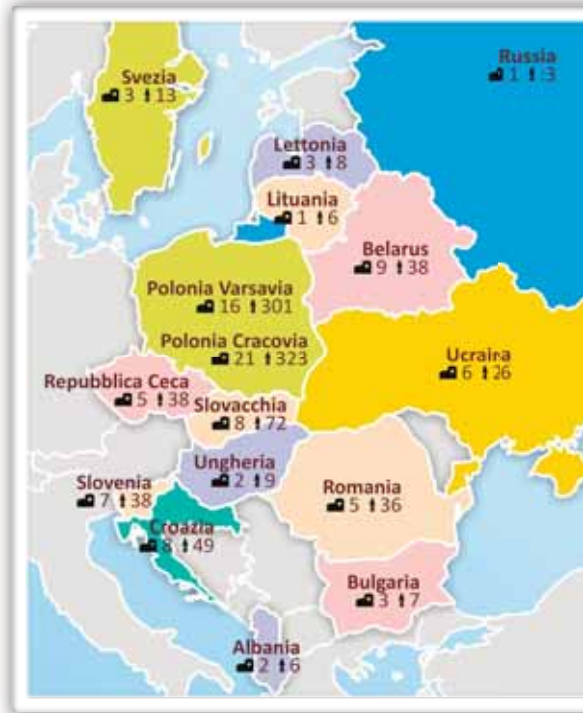 Svezia
3 13
Russia
1 3
Lettonia
3 8
Lituania
1 6
Belarus
9 38
Polonia Varsavia
16 301
Polonia Cracovia
21 323
Ucraina
6 26
Repubblica Ceca
5 38
Slovacchia
8 72
Ungheria
2 9
Slovenia
7 38
Romania
5 36
Croazia
8 49
Bulgaria
3 7
Albania
2 6